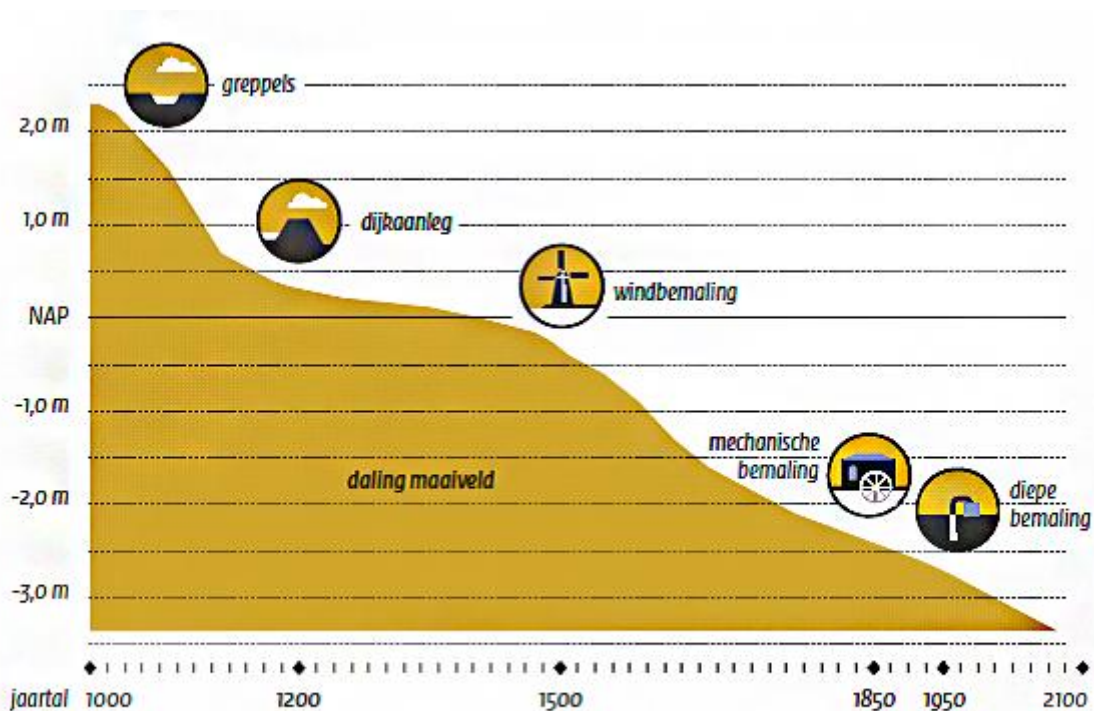 greppels
2,0 m
1,0 m
dijkaanleg
windbemaling
NAP
-1,0 m
mechanische
bemaling
daling maaiveld
-2,0 m
diepe
bemaling
-3,0 m
jaartal 1000 1200 1500 1850 1950 2100